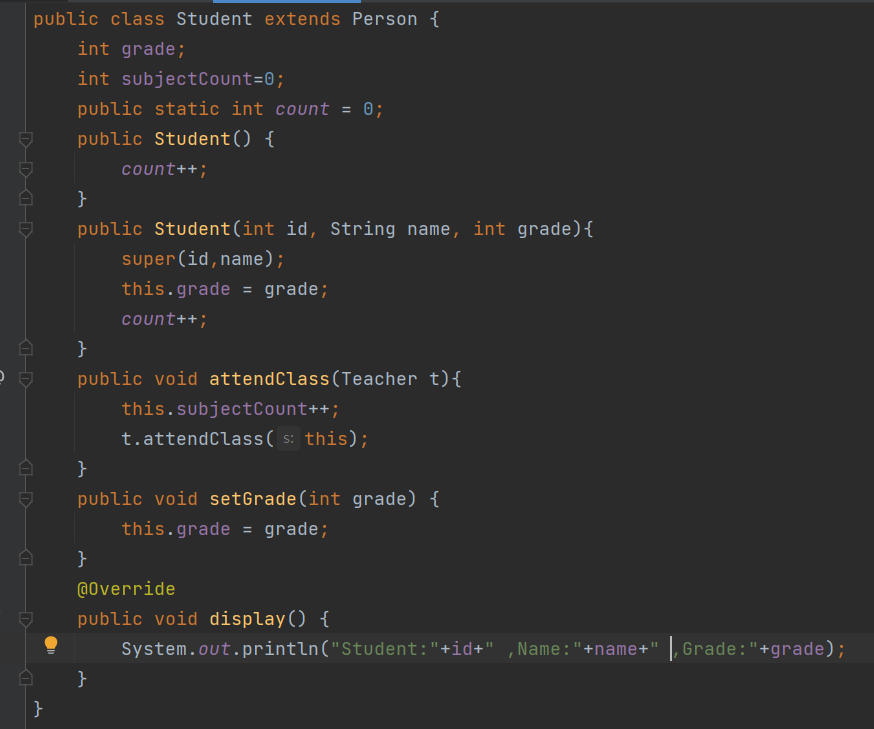 public class Student extends Person {
    int grade;
    int subjectCount=0;
    public static int count = 0;
    public Student() {
        count++;
    }
    public Student(int id, String name, int grade){
        super(id,name);
        this.grade = grade;
        count++;
    }
    public void attendClass(Teacher t){
        this.subjectCount++;
        t.attendClass( s: this);
    }
    public void setGrade(int grade) {
        this.grade = grade;
    }
    @Override
    public void display() {
        System.out.println("Student:"+id+" ,Name:"+name+" ,Grade:"+grade);
    }
}